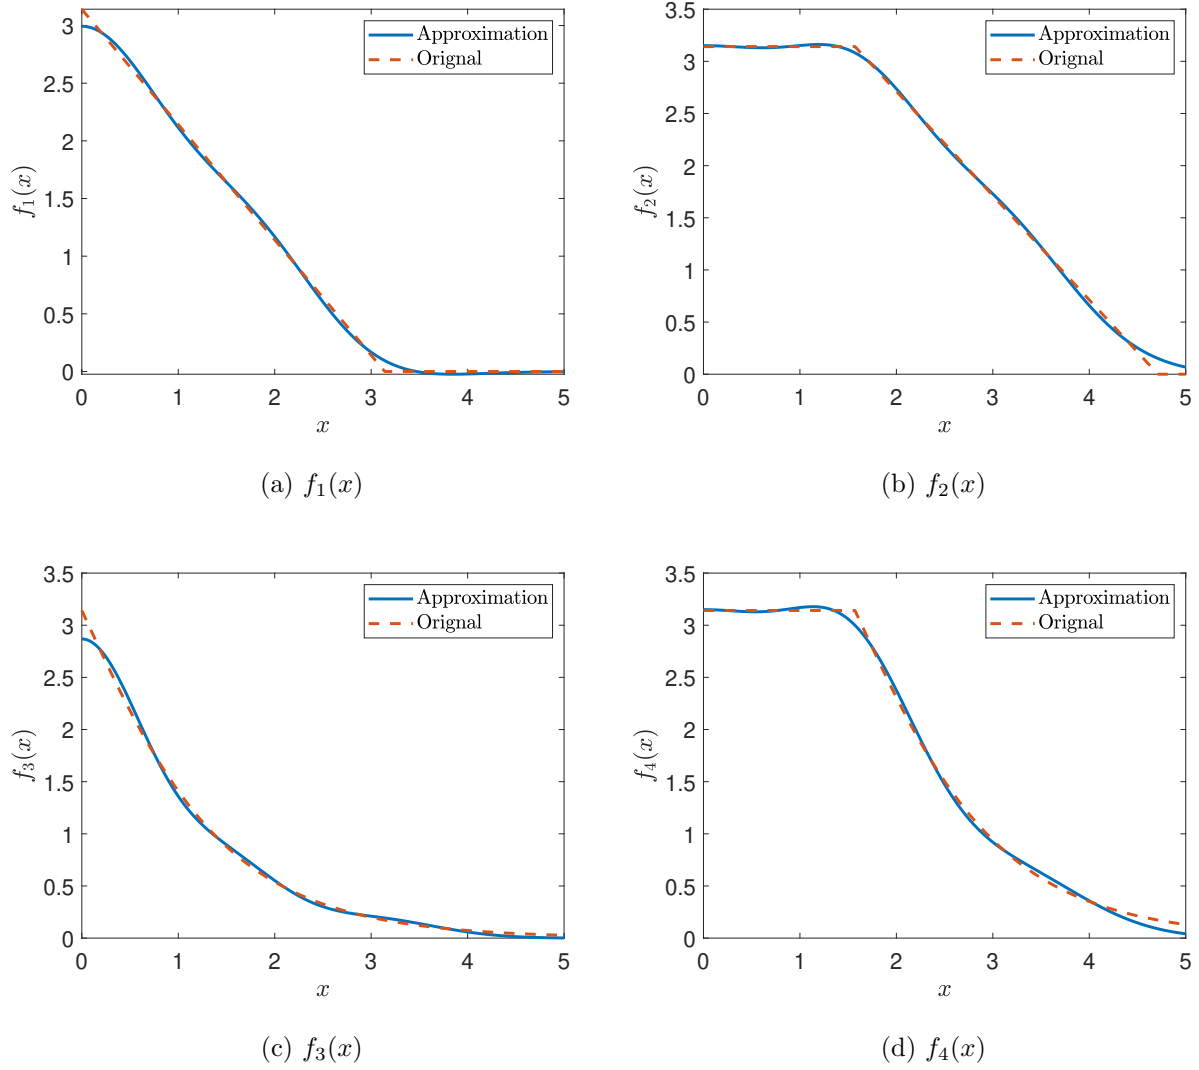 3
2.5
2
1.5
1
0.5
0
0 1 2 3 4 5
f₁(x)
x
Approximation
Orignal
(a) f₁(x)
3.5
3
2.5
2
1.5
1
0.5
0
0 1 2 3 4 5
f₂(x)
x
Approximation
Orignal
(b) f₂(x)
3.5
3
2.5
2
1.5
1
0.5
0
0 1 2 3 4 5
f₃(x)
x
Approximation
Orignal
(c) f₃(x)
3.5
3
2.5
2
1.5
1
0.5
0
0 1 2 3 4 5
f₄(x)
x
Approximation
Orignal
(d) f₄(x)